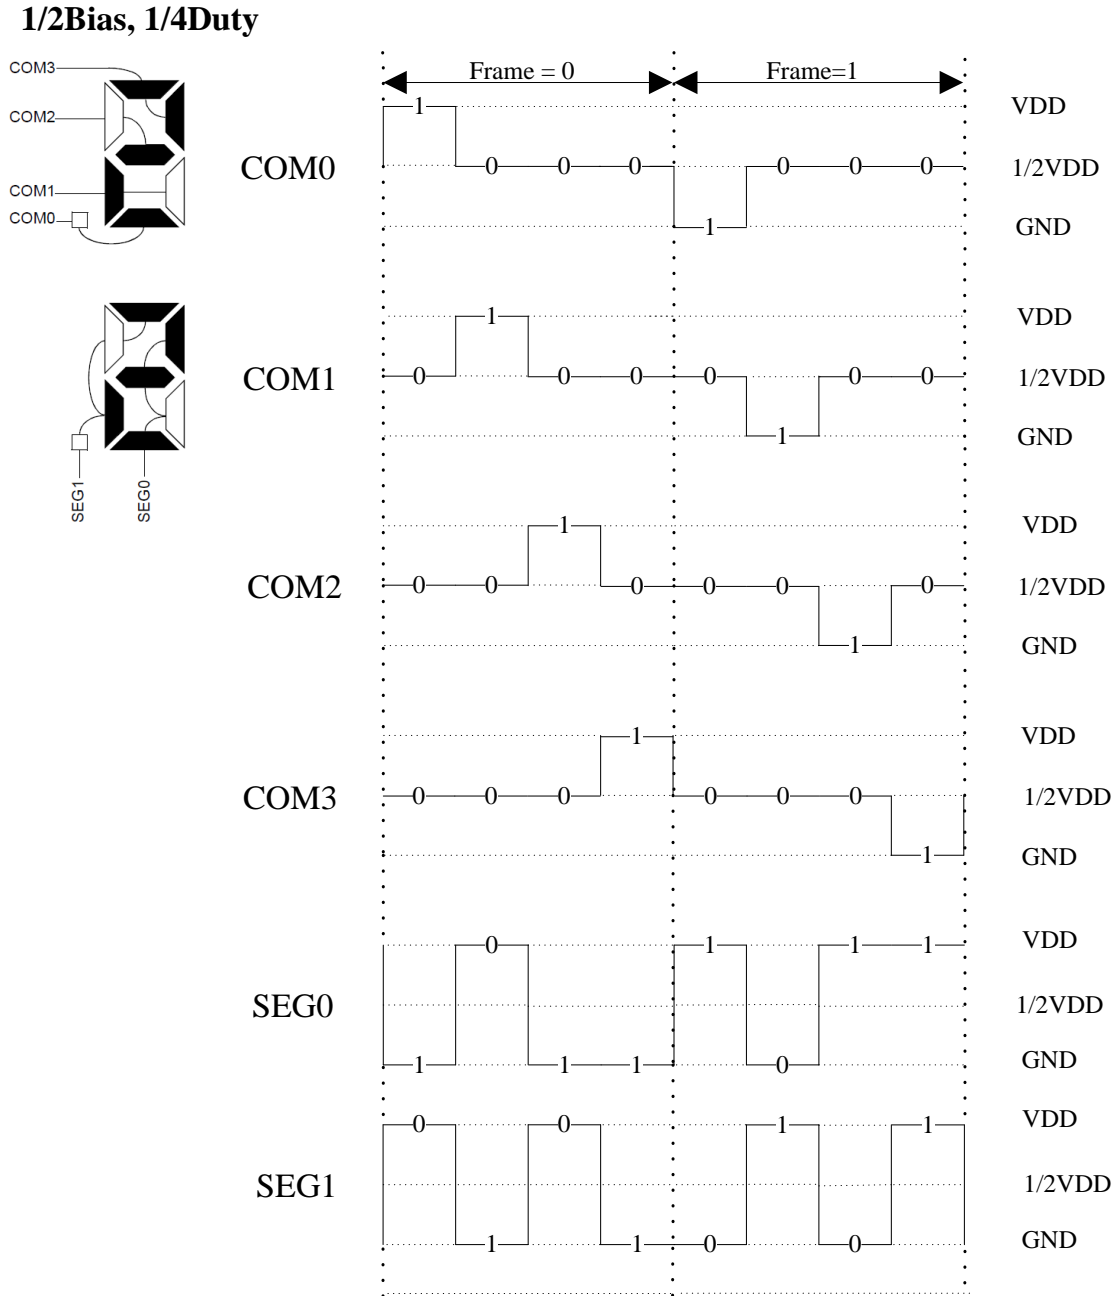 1/2Bias, 1/4Duty
COM3
COM2
COM1
COM0
SEG1
SEG0
Frame = 0
Frame=1
COM0
1 0 0 0 1 0 0 0
VDD
1/2VDD
GND
COM1
0 1 0 0 0 1 0 0
VDD
1/2VDD
GND
COM2
0 0 1 0 0 0 1 0
VDD
1/2VDD
GND
COM3
0 0 0 1 0 0 0 1
VDD
1/2VDD
GND
SEG0
1 0 1 1 1 0 1 1
VDD
1/2VDD
GND
SEG1
0 1 0 1 0 1 0 1
VDD
1/2VDD
GND